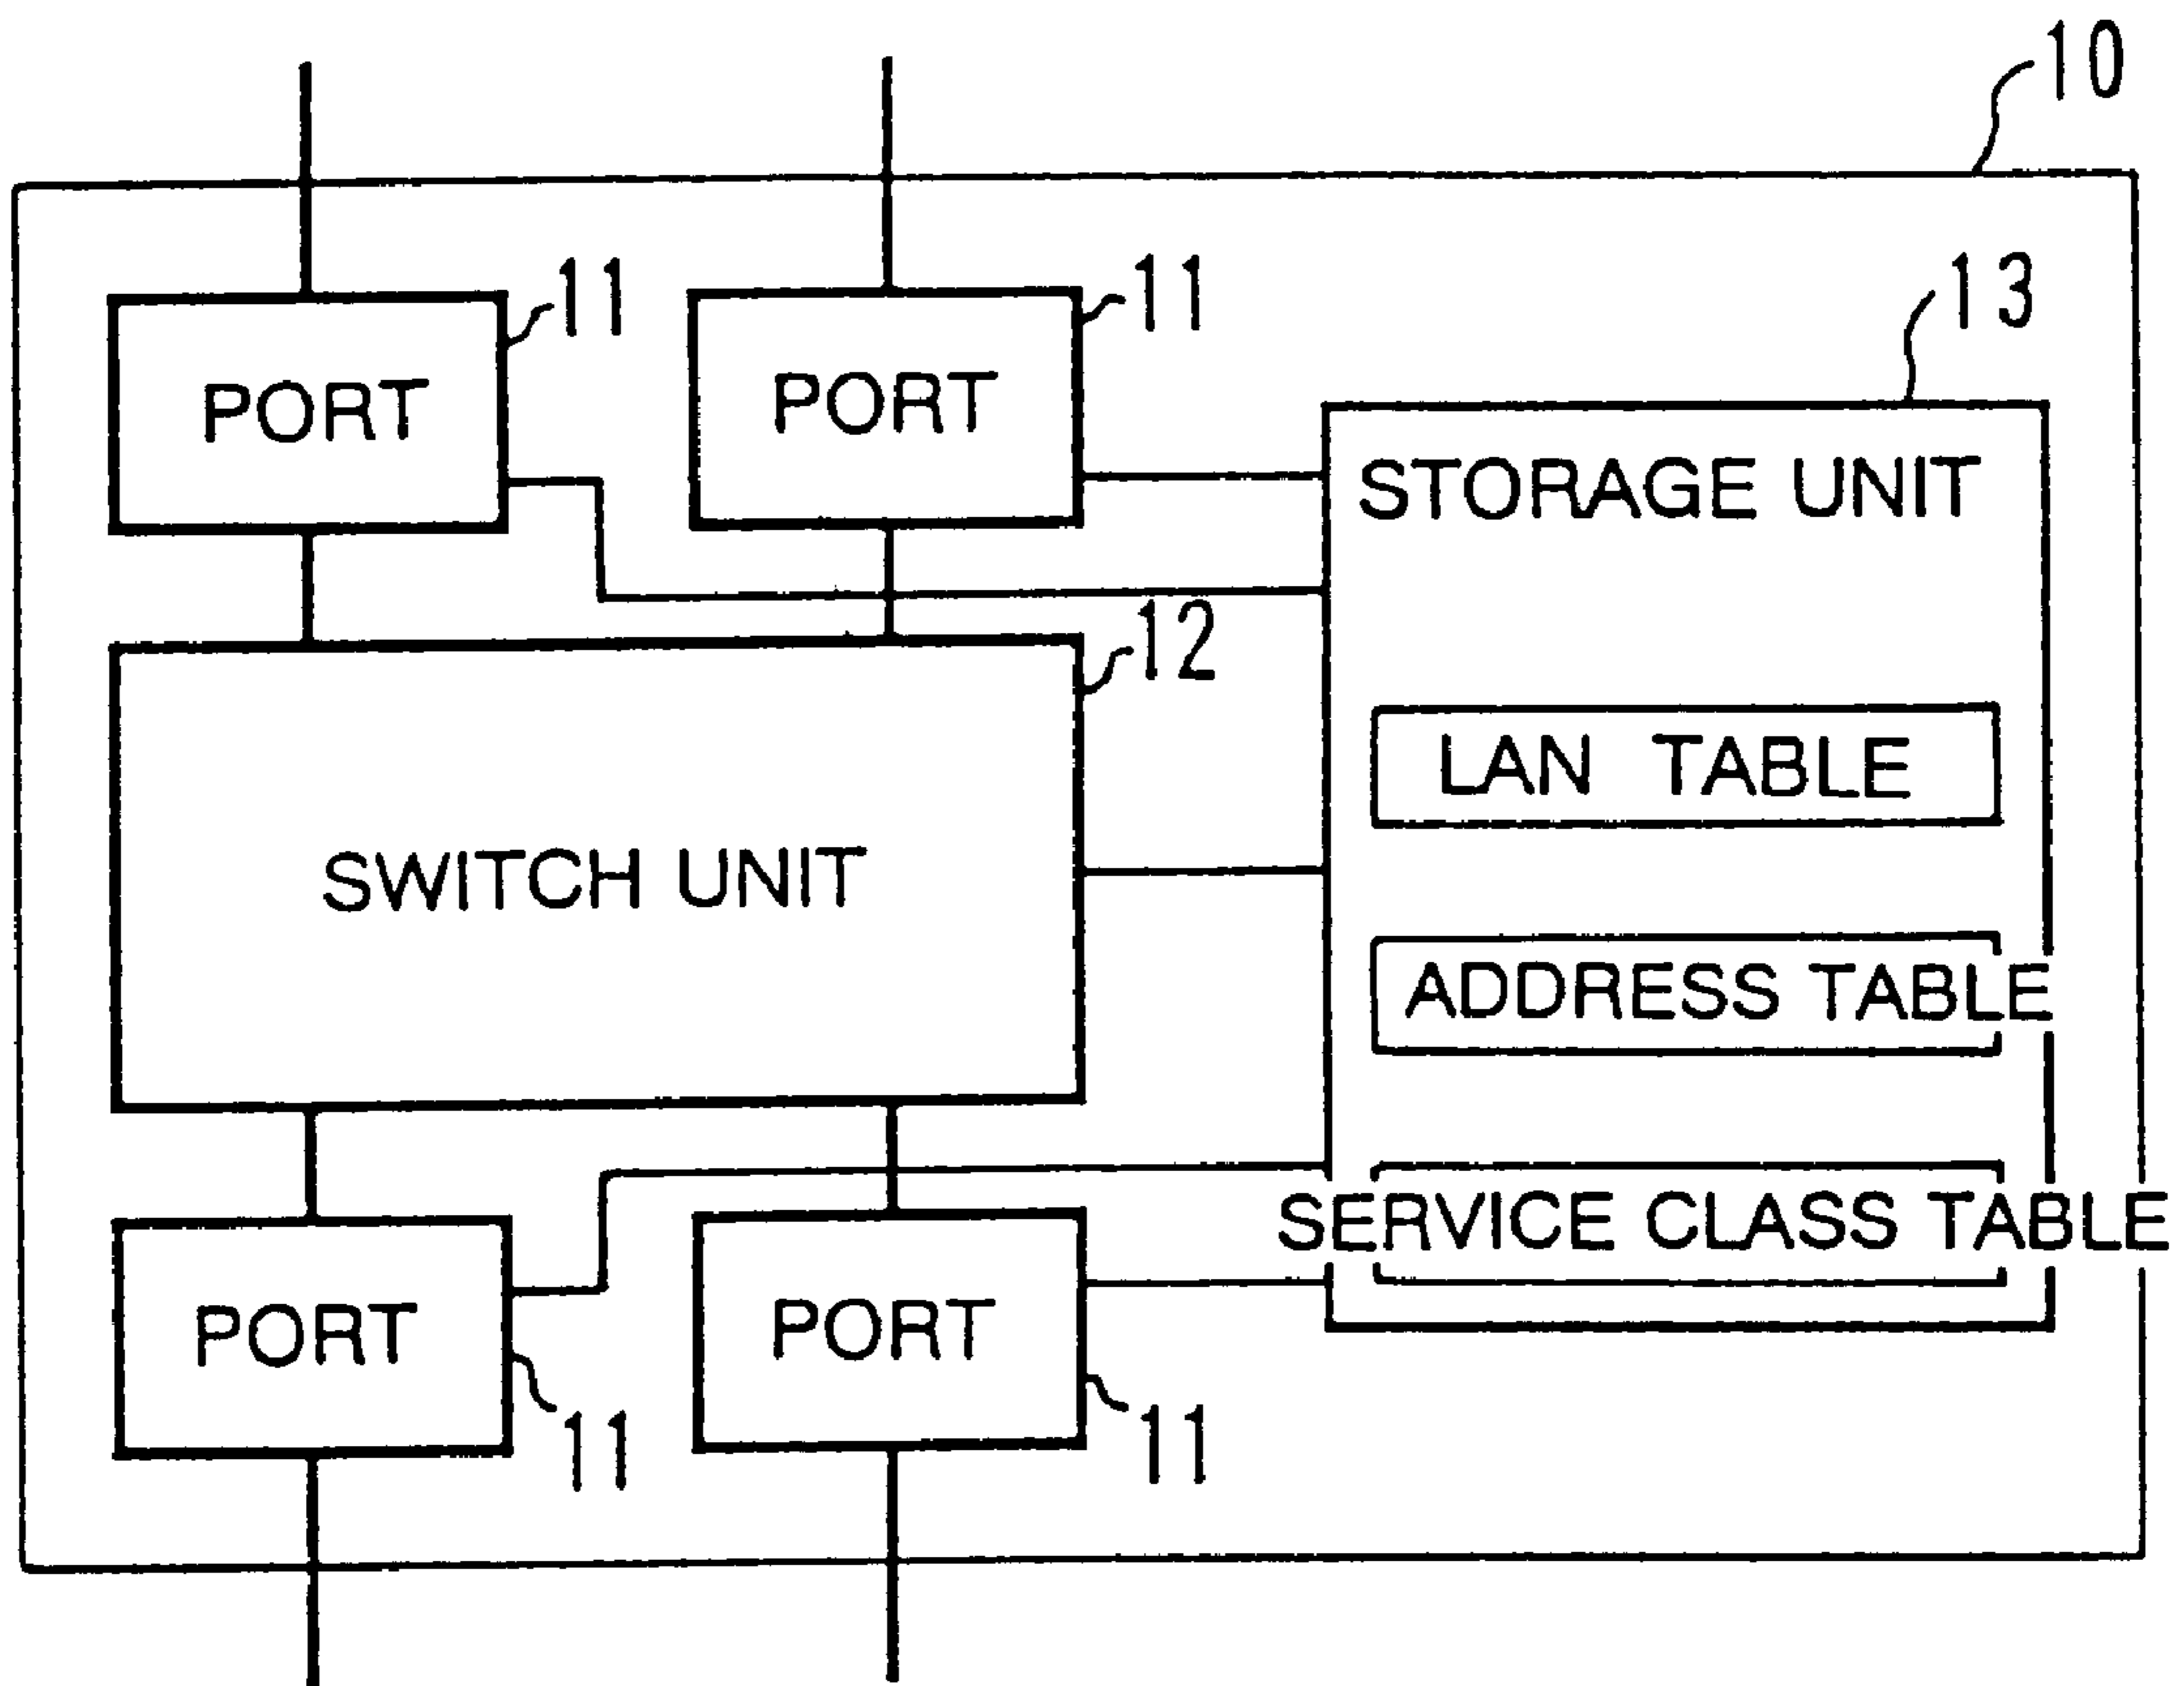 10
11
11
13
PORT
PORT
STORAGE UNIT
12
LAN TABLE
SWITCH UNIT
ADDRESS TABLE
SERVICE CLASS TABLE
PORT
PORT
11
11